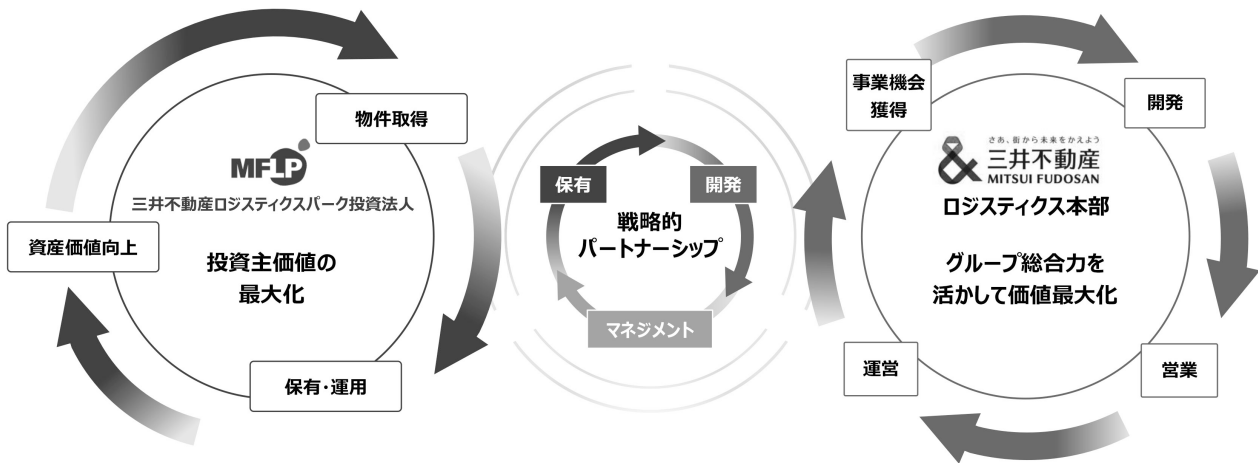 物件取得
MFLP
三井不動産ロジスティクスパーク投資法人
資産価値向上
投資主価値の
最大化
保有・運用
保有
開発
戦略的
パートナーシップ
マネジメント
事業機会
獲得
開発
さあ、街から未来をかえよう
三井不動産
MITSUI FUDOSAN
ロジスティクス本部
グループ総合力を
活かして価値最大化
運営
営業